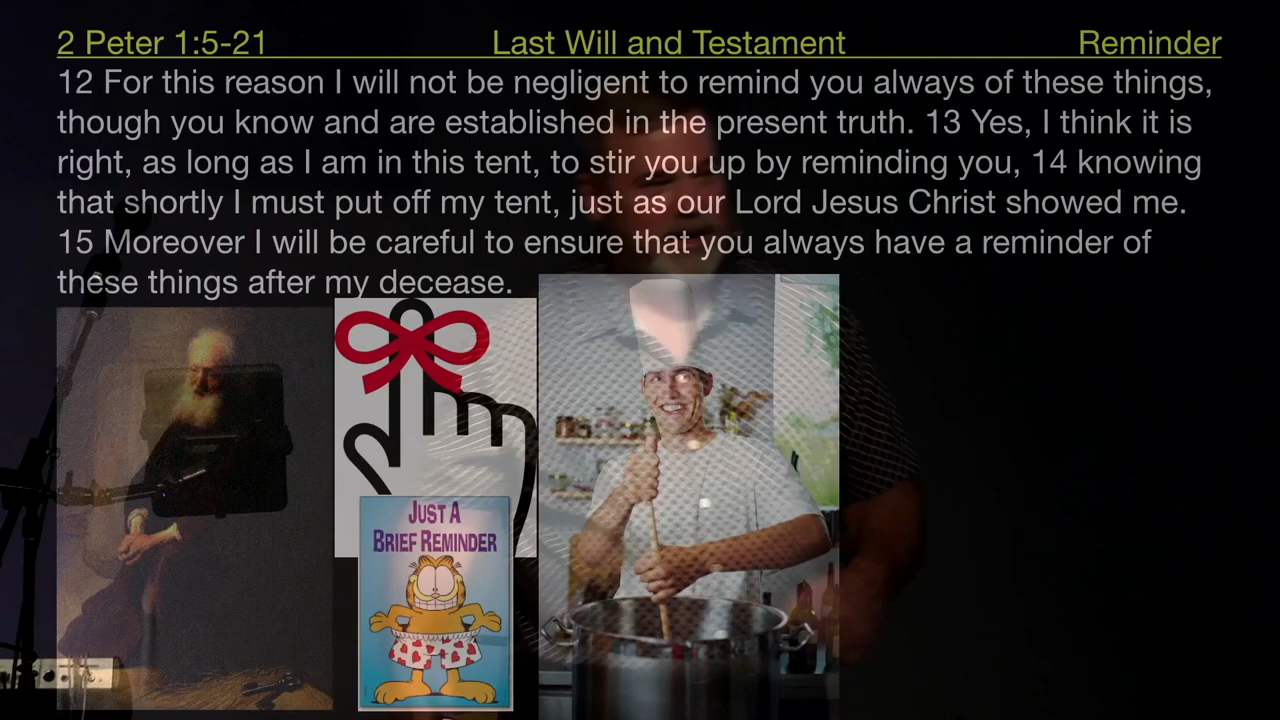 2 Peter 1:5-21 Last Will and Testament Reminder
12 For this reason I will not be negligent to remind you always of these things,
though you know and are established in the present truth. 13 Yes, I think it is
right, as long as I am in this tent, to stir you up by reminding you, 14 knowing
that shortly I must put off my tent, just as our Lord Jesus Christ showed me.
15 Moreover I will be careful to ensure that you always have a reminder of
these things after my decease.
JUST A
BRIEF REMINDER